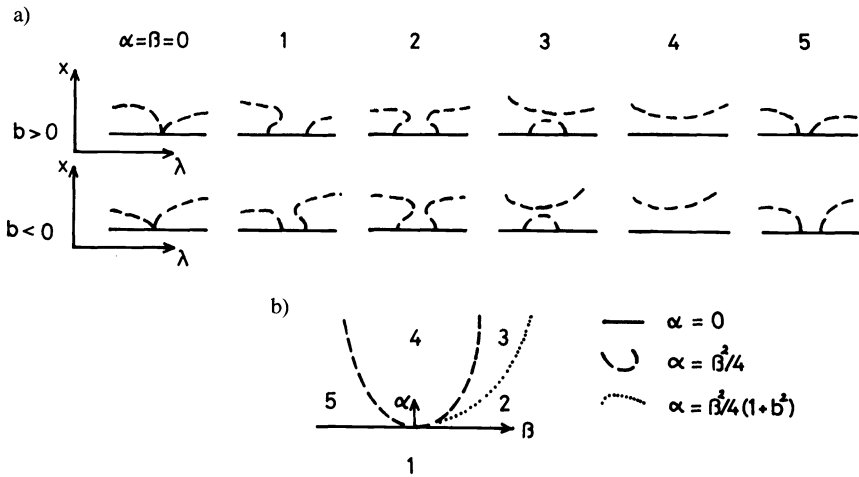 a)
α=β=0 1 2 3 4 5
x
b>0
λ
x
b<0
λ
b)
4 3 α = 0
α = β²/4
5 α 2 α = β²/4(1+b²)
β
1